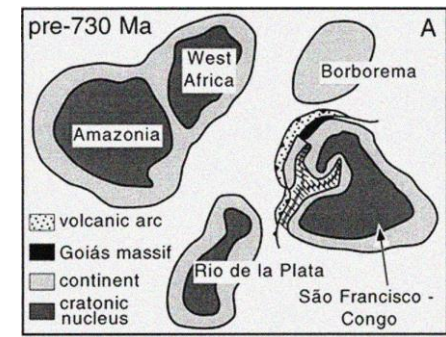 pre-730 Ma
A
West
Africa
Borborema
Amazonia
volcanic arc
Goiás massif
continent
cratonic
nucleus
Rio de la Plata
São Francisco -
Congo